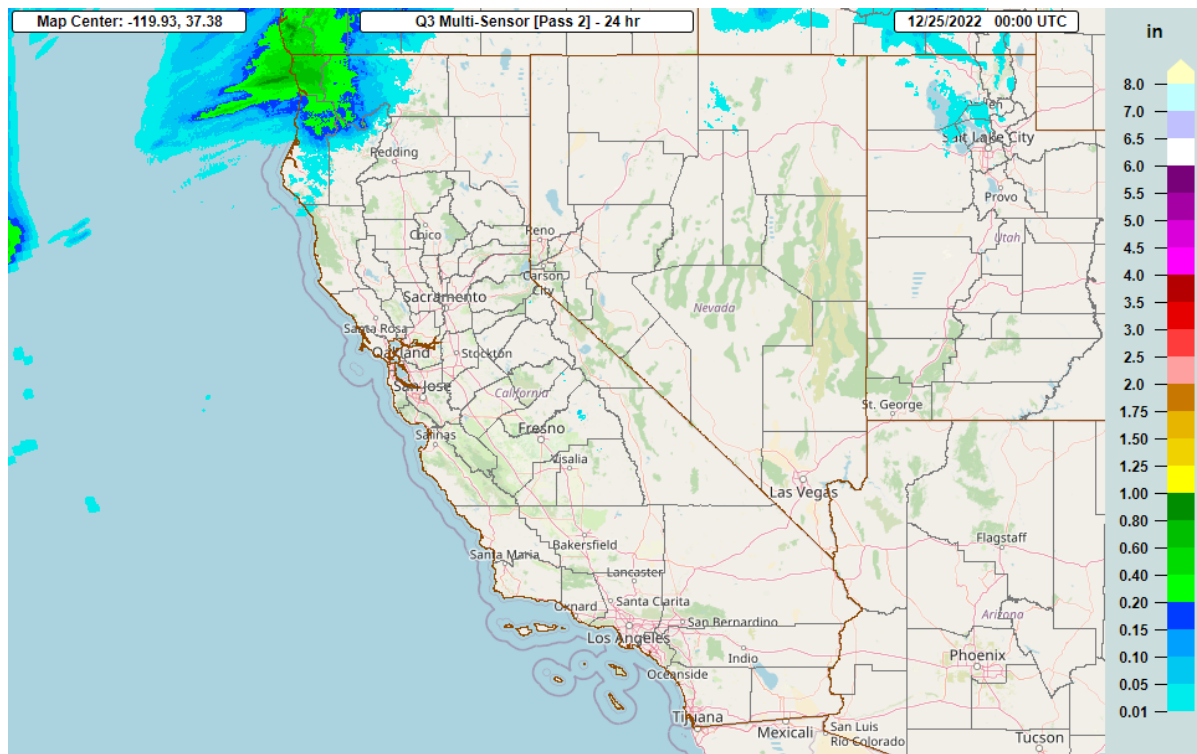 Map Center: -119.93, 37.38
Q3 Multi-Sensor [Pass 2] - 24 hr
12/25/2022 00:00 UTC
in
8.0
7.0
6.5
6.0
5.5
5.0
4.5
4.0
3.5
3.0
2.5
2.0
1.75
1.50
1.25
1.00
0.80
0.60
0.40
0.20
0.15
0.10
0.05
0.01
Salt Lake City
Redding
Provo
Chico
Reno
Utah
Carson
City
Sacramento
Nevada
Santa Rosa
Oakland
Stockton
San Jose
California
St. George
Salinas
Fresno
Visalia
Las Vegas
Flagstaff
Santa Maria
Bakersfield
Lancaster
Oxnard
Santa Clarita
San Bernardino
Arizona
Los Angeles
Indio
Phoenix
Oceanside
Tijuana
Mexicali
San Luis
Río Colorado
Tucson